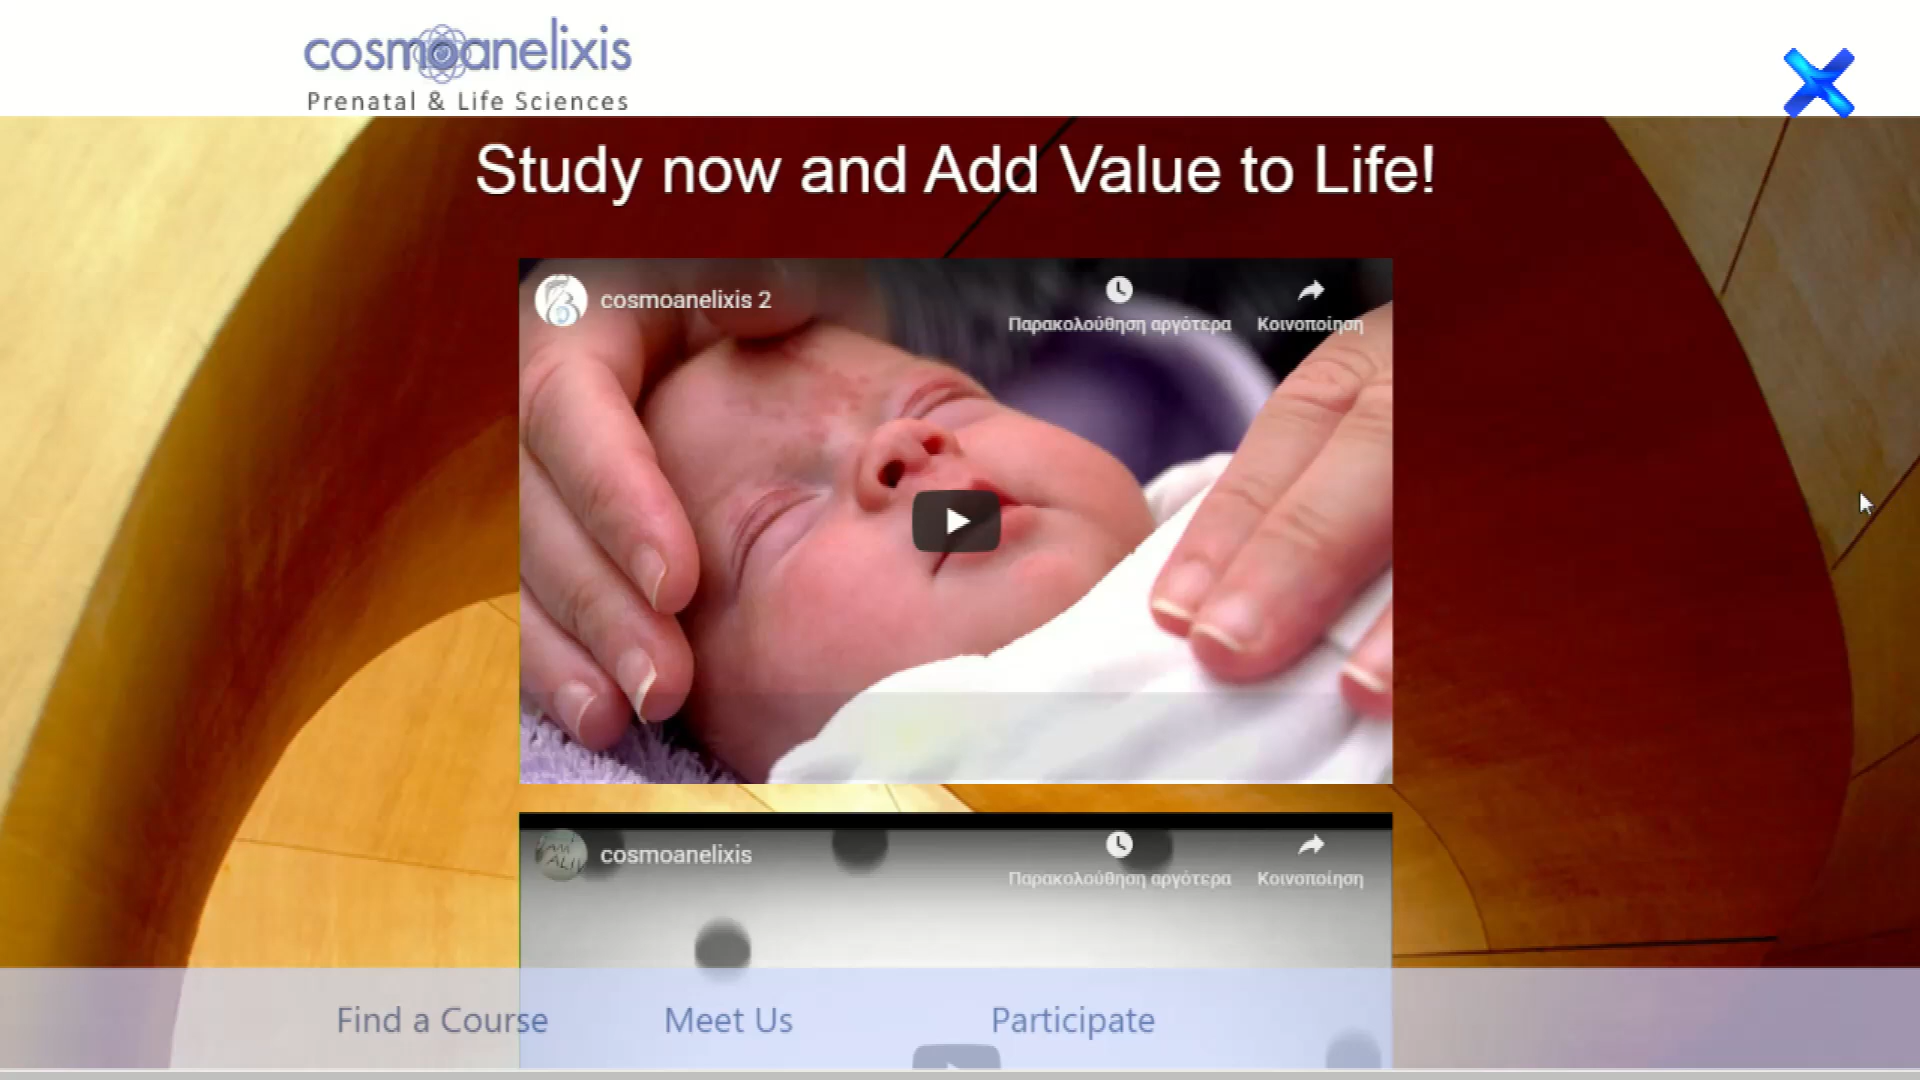 cosmoanelixis
Prenatal & Life Sciences
Study now and Add Value to Life!
cosmoanelixis 2
Παρακολούθηση αργότερα
Κοινοποίηση
cosmoanelixis
Παρακολούθηση αργότερα
Κοινοποίηση
Find a Course
Meet Us
Participate